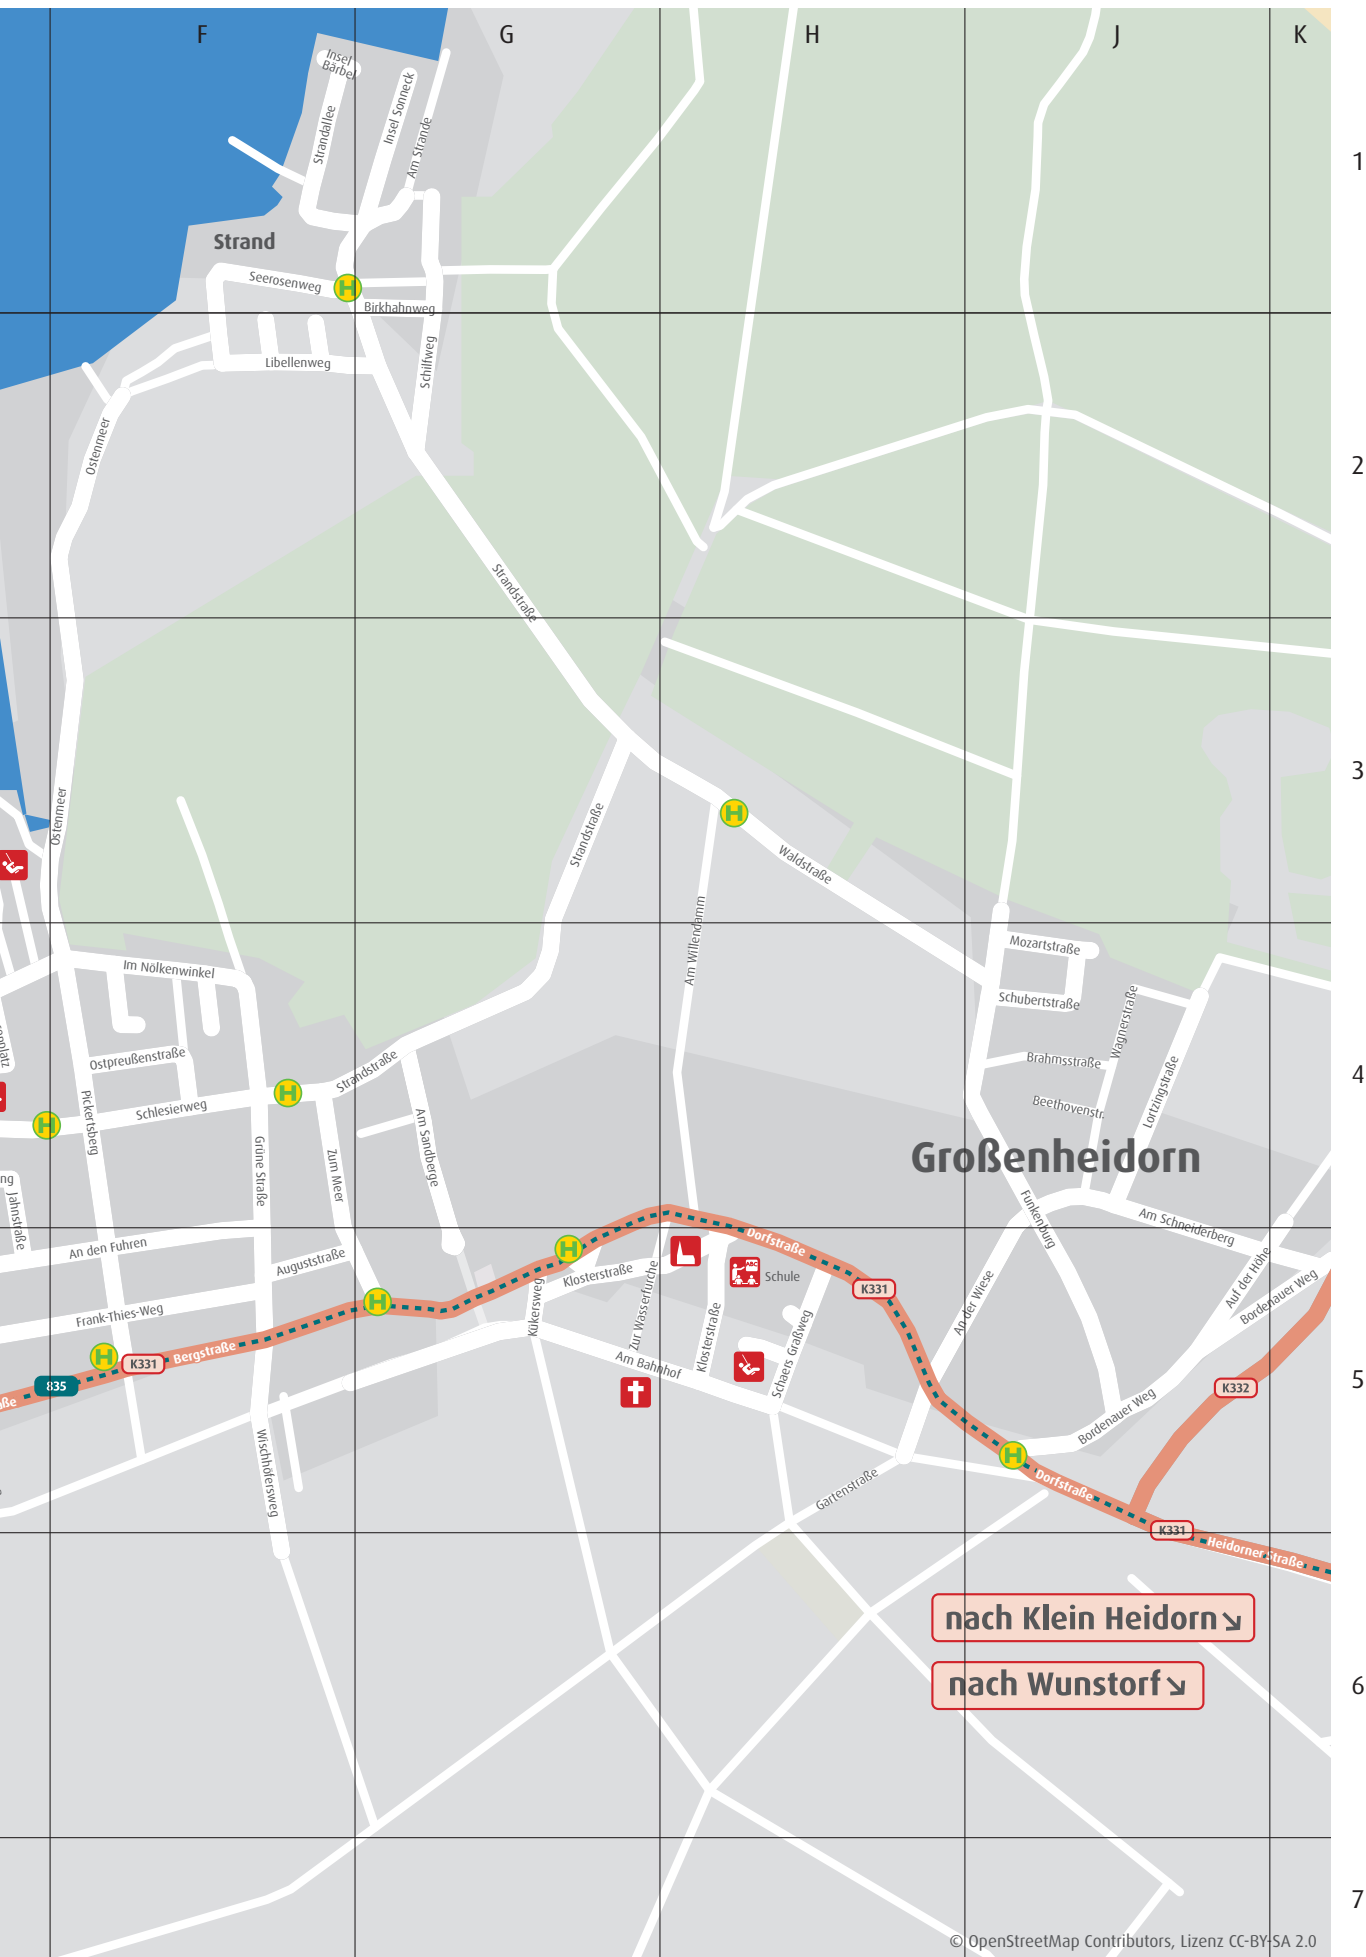 F
G
H
J
K
Insel
Bärbel
Strandallee
Insel Sonneck
Am Strande
1
Strand
Seerosenweg
H
Birkhahnweg
Libellenweg
Schilfweg
Ostenmeer
2
Strandstraße
3
Ostenmeer
Strandstraße
H
Waldstraße
Am Willendamm
Im Nölkenwinkel
Mozartstraße
Schubertstraße
Wagnerstraße
Ostpreußenstraße
Strandstraße
Brahmsstraße
4
H
Schlesierweg
Beethovenstr.
Lortzingstraße
H
Pickertsberg
Grüne Straße
Zum Meer
Am Sandberge
Großenheidorn
ng
Jahnstraße
Funkenburg
Am Schneiderberg
An den Fuhren
Auguststraße
H
Dorfstraße
Klosterstraße
ABC
Schule
Zur Wasserfurche
Auf der Höhe
Bordenauer Weg
Frank-Thies-Weg
H
Kükersweg
Klosterstraße
Schaers Graßweg
K331
An der Wiese
H
K331
Bergstraße
Am Bahnhof
835
aße
K332
5
Bordenauer Weg
Wischhöfersweg
Gartenstraße
H
Dorfstraße
K331
Heidorner Straße
nach Klein Heidorn↘
nach Wunstorf↘
6
7
© OpenStreetMap Contributors, Lizenz CC-BY-SA 2.0